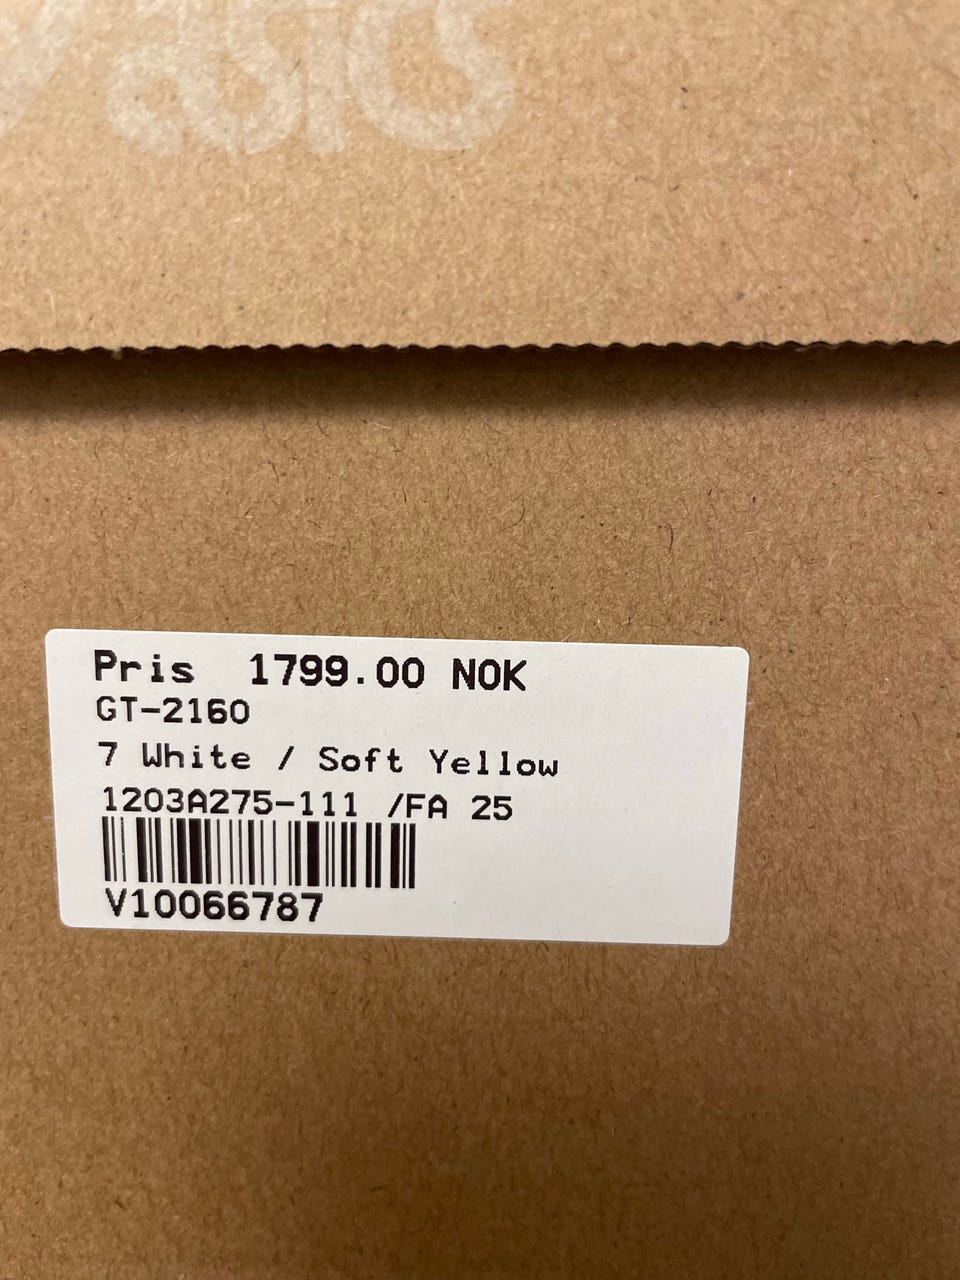 asics
Pris 1799.00 NOK
GT-2160
7 White / Soft Yellow
1203A275-111 /FA 25
V10066787